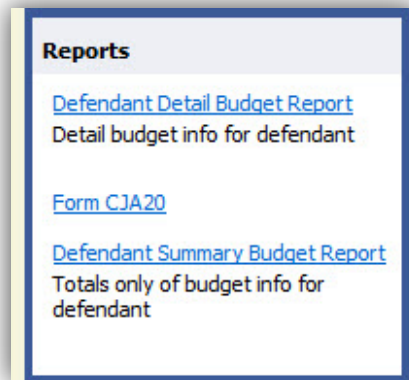 Reports
Defendant Detail Budget Report
Detail budget info for defendant
Form CJA20
Defendant Summary Budget Report
Totals only of budget info for
defendant